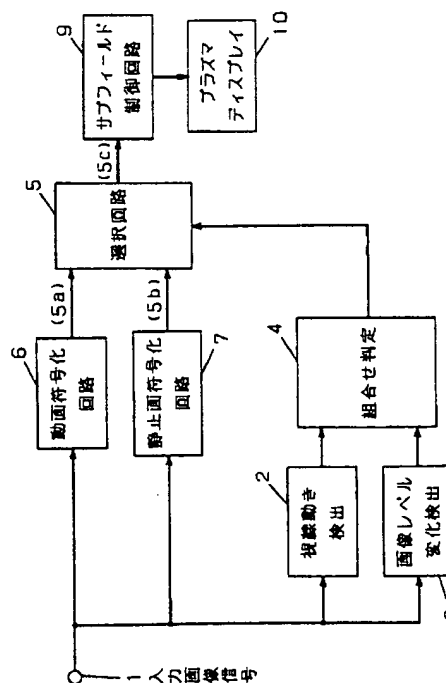 1
入力画像信号
6
動画符号化
回路
(5a)
静止画符号化
回路
7
(5b)
5
選択回路
(5c)
9
サブフィールド
制御回路
プラズマ
ディスプレイ
10
2
視線動き
検出
画像レベル
変化検出
4
組合せ判定